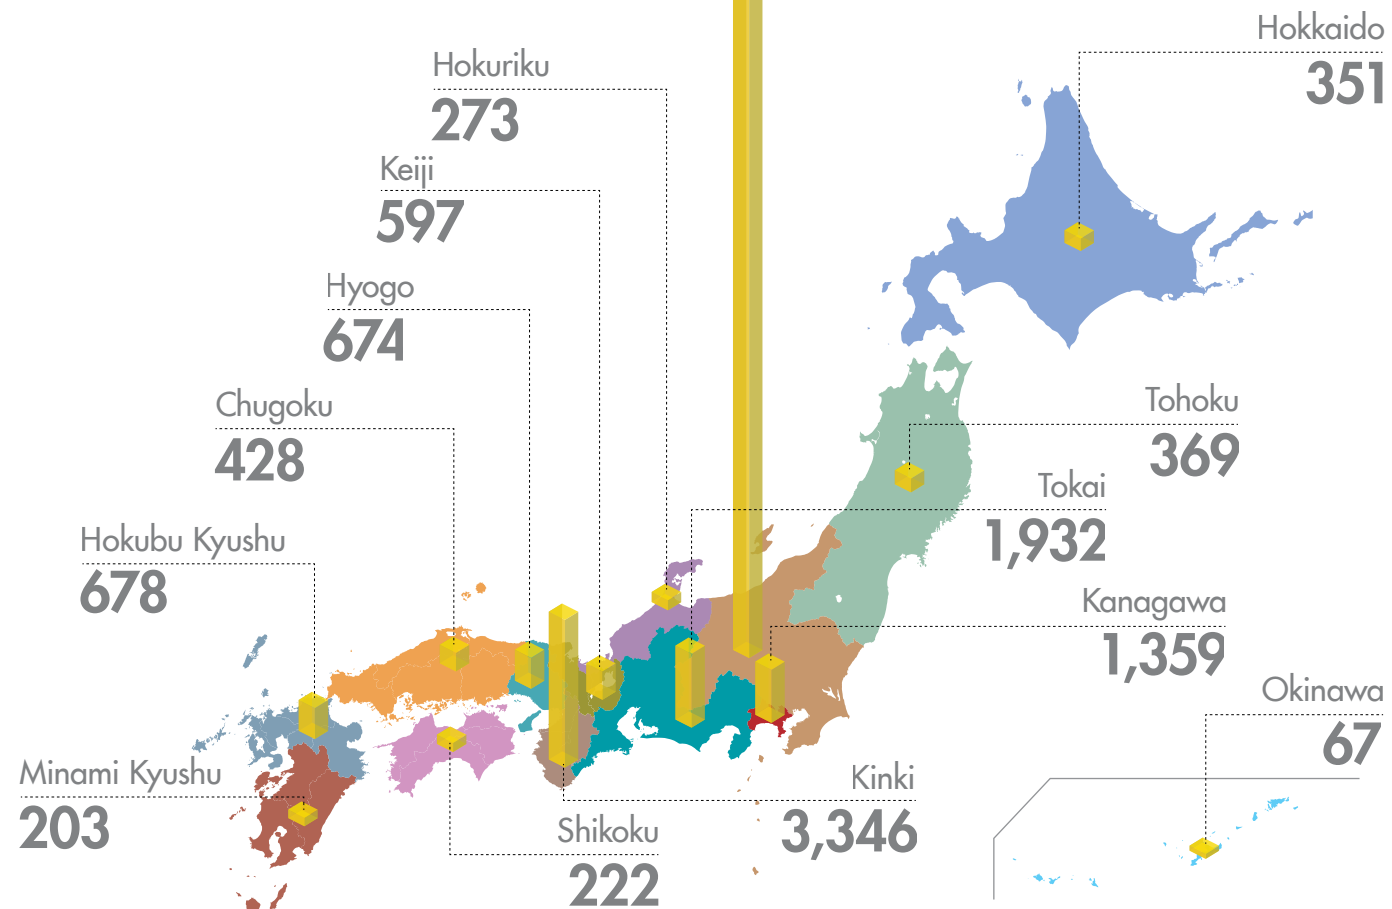 Hokkaido
351
Hokuriku
273
Keiji
597
Hyogo
674
Chugoku
428
Tohoku
369
Tokai
1,932
Hokubu Kyushu
678
Kanagawa
1,359
Okinawa
67
Minami Kyushu
203
Kinki
3,346
Shikoku
222